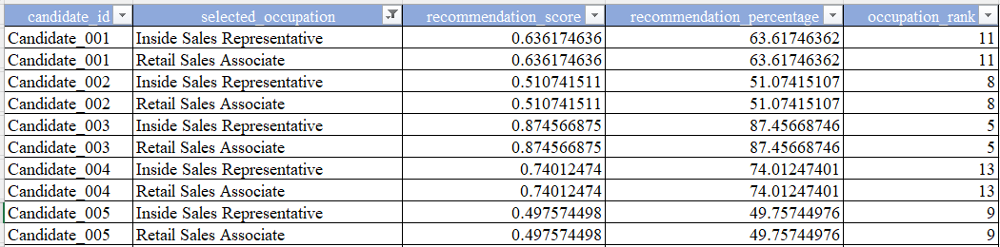 candidate_id selected_occupation recommendation_score recommendation_percentage occupation_rank
Candidate_001 Inside Sales Representative 0.636174636 63.61746362 11
Candidate_001 Retail Sales Associate 0.636174636 63.61746362 11
Candidate_002 Inside Sales Representative 0.510741511 51.07415107 8
Candidate_002 Retail Sales Associate 0.510741511 51.07415107 8
Candidate_003 Inside Sales Representative 0.874566875 87.45668746 5
Candidate_003 Retail Sales Associate 0.874566875 87.45668746 5
Candidate_004 Inside Sales Representative 0.74012474 74.01247401 13
Candidate_004 Retail Sales Associate 0.74012474 74.01247401 13
Candidate_005 Inside Sales Representative 0.497574498 49.75744976 9
Candidate_005 Retail Sales Associate 0.497574498 49.75744976 9